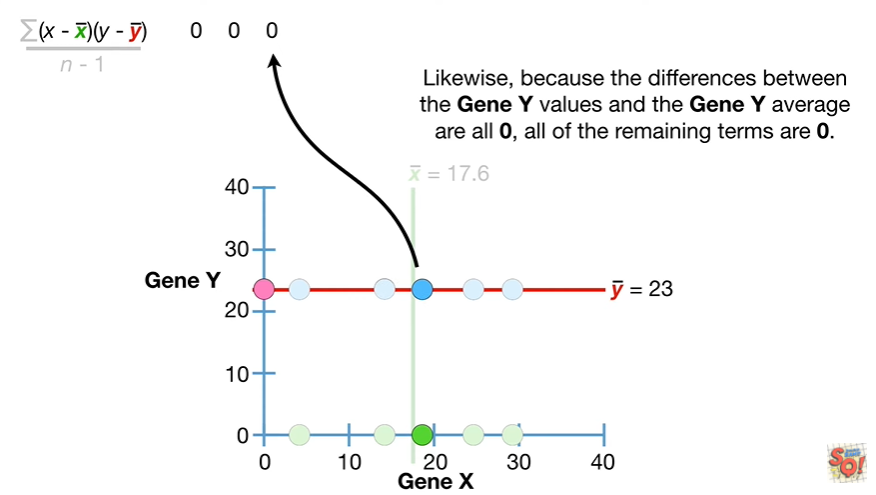 ∑(x - x̅)(y - y̅) 0 0 0
n - 1
Likewise, because the differences between
the Gene Y values and the Gene Y average
are all 0, all of the remaining terms are 0.
x̅ = 17.6
40
30
Gene Y
y̅ = 23
20
10
0
0 10 20 30 40
Gene X